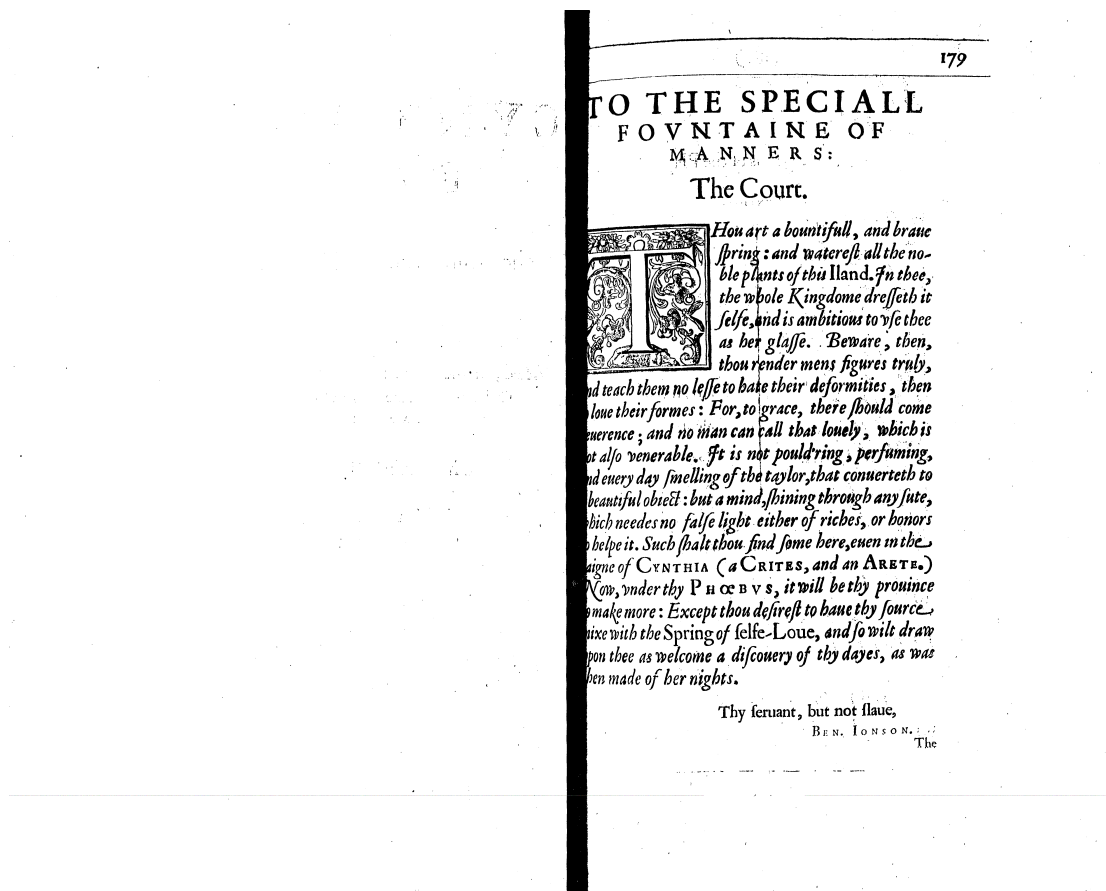 179
TO THE SPECIALL
FOVNTAINE OF
MANNERS:
The Court.
THou art a bountifull, and braue
ſpring: and watereſt all the no-
ble plants of this Iland. In thee,
the whole Kingdome dreſſeth it
ſelfe, and is ambitious to vſe thee
as her glaſſe. Beware, then,
thou render mens figures truly,
nd teach them no leſſe to hate their deformities, then
loue their formes: For, to grace, there ſhould come
euerence; and no man can call that louely, which is
ot alſo venerable. It is not pould'ring, perfuming,
nd euery day ſmelling of the taylor, that conuerteth to
beautiful obiect: but a mind, ſhining through any ſute,
hich needes no falſe light either of riches, or honors
helpe it. Such ſhalt thou find ſome here, euen in the
aigne of CYNTHIA (a CRITES, and an ARETE.)
Now, vnder thy PHœBVS, it will be thy prouince
make more: Except thou deſireſt to haue thy ſource
ixe with the Spring of ſelfe-Loue, and ſo wilt draw
pon thee as welcome a diſcouery of thy dayes, as was
hen made of her nights.
Thy ſeruant, but not ſlaue,
BEN. IONSON.
The